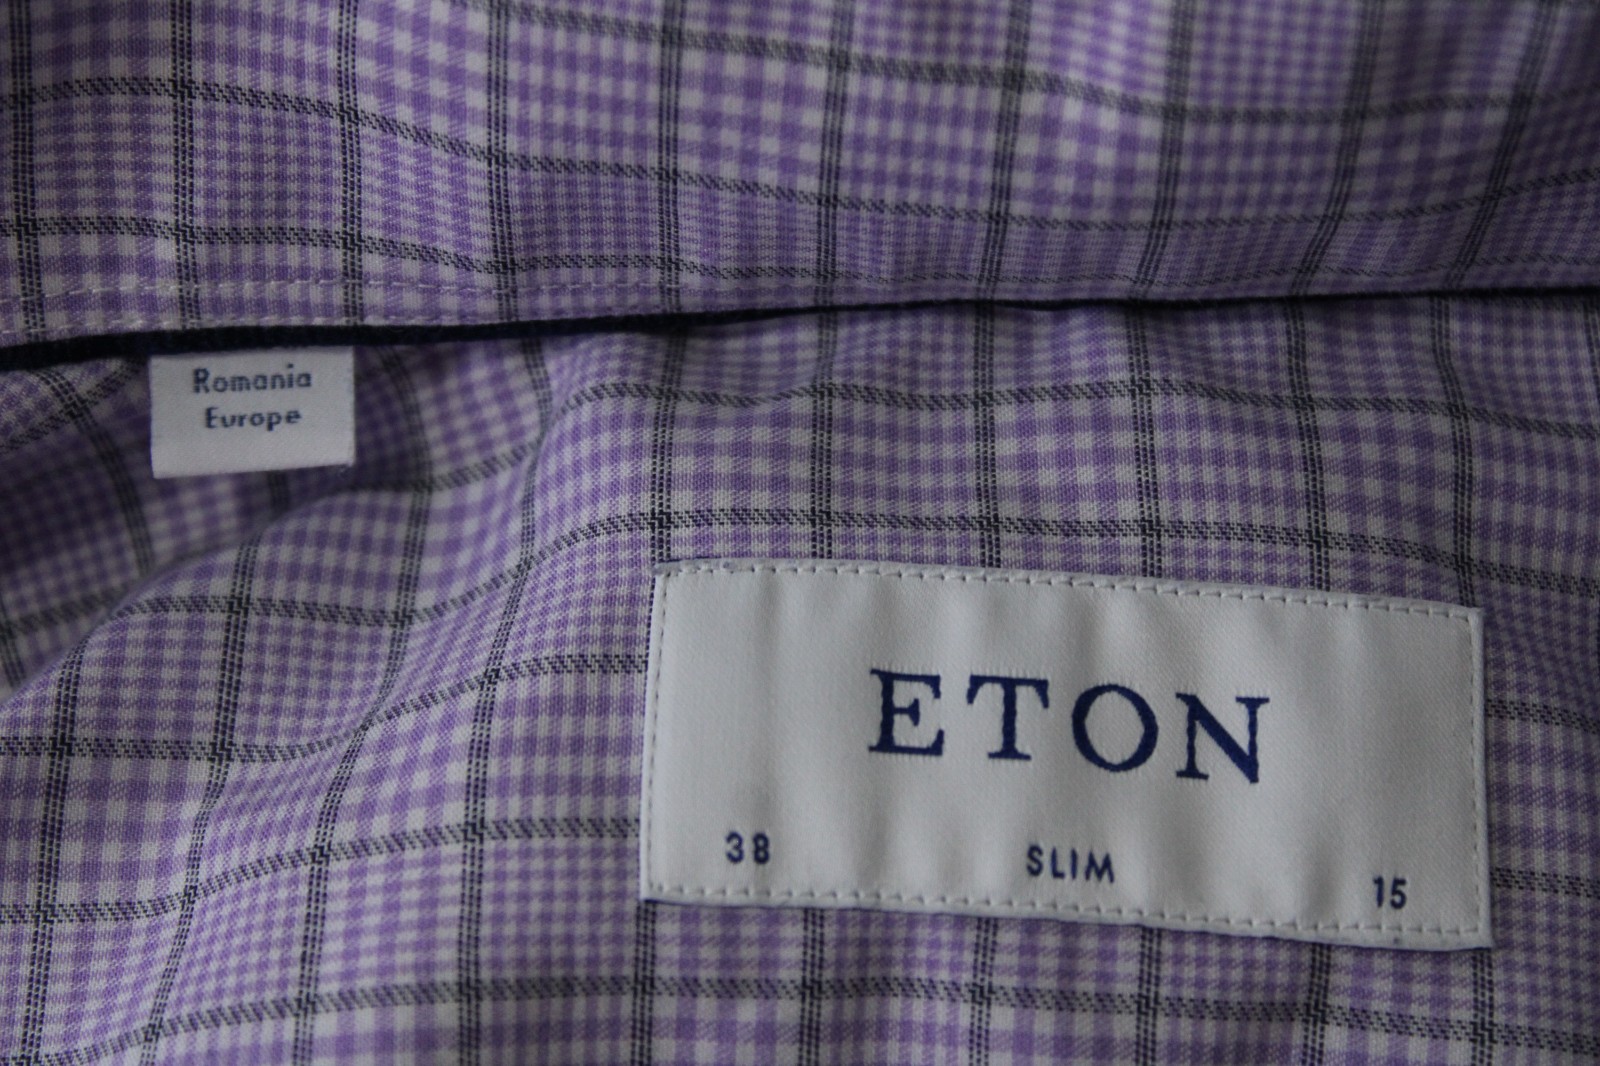 Romania
Europe
ETON
38 SLIM 15